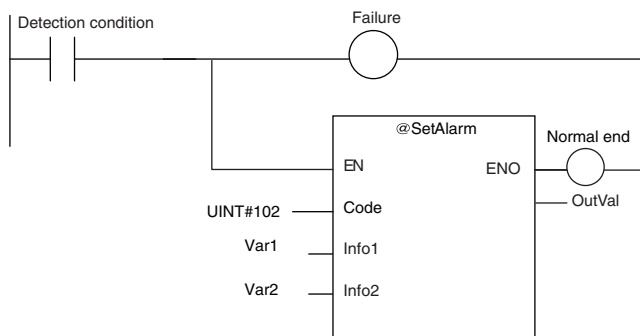 Detection condition
Failure
@SetAlarm
Normal end
EN
ENO
UINT#102
Code
OutVal
Var1
Info1
Var2
Info2